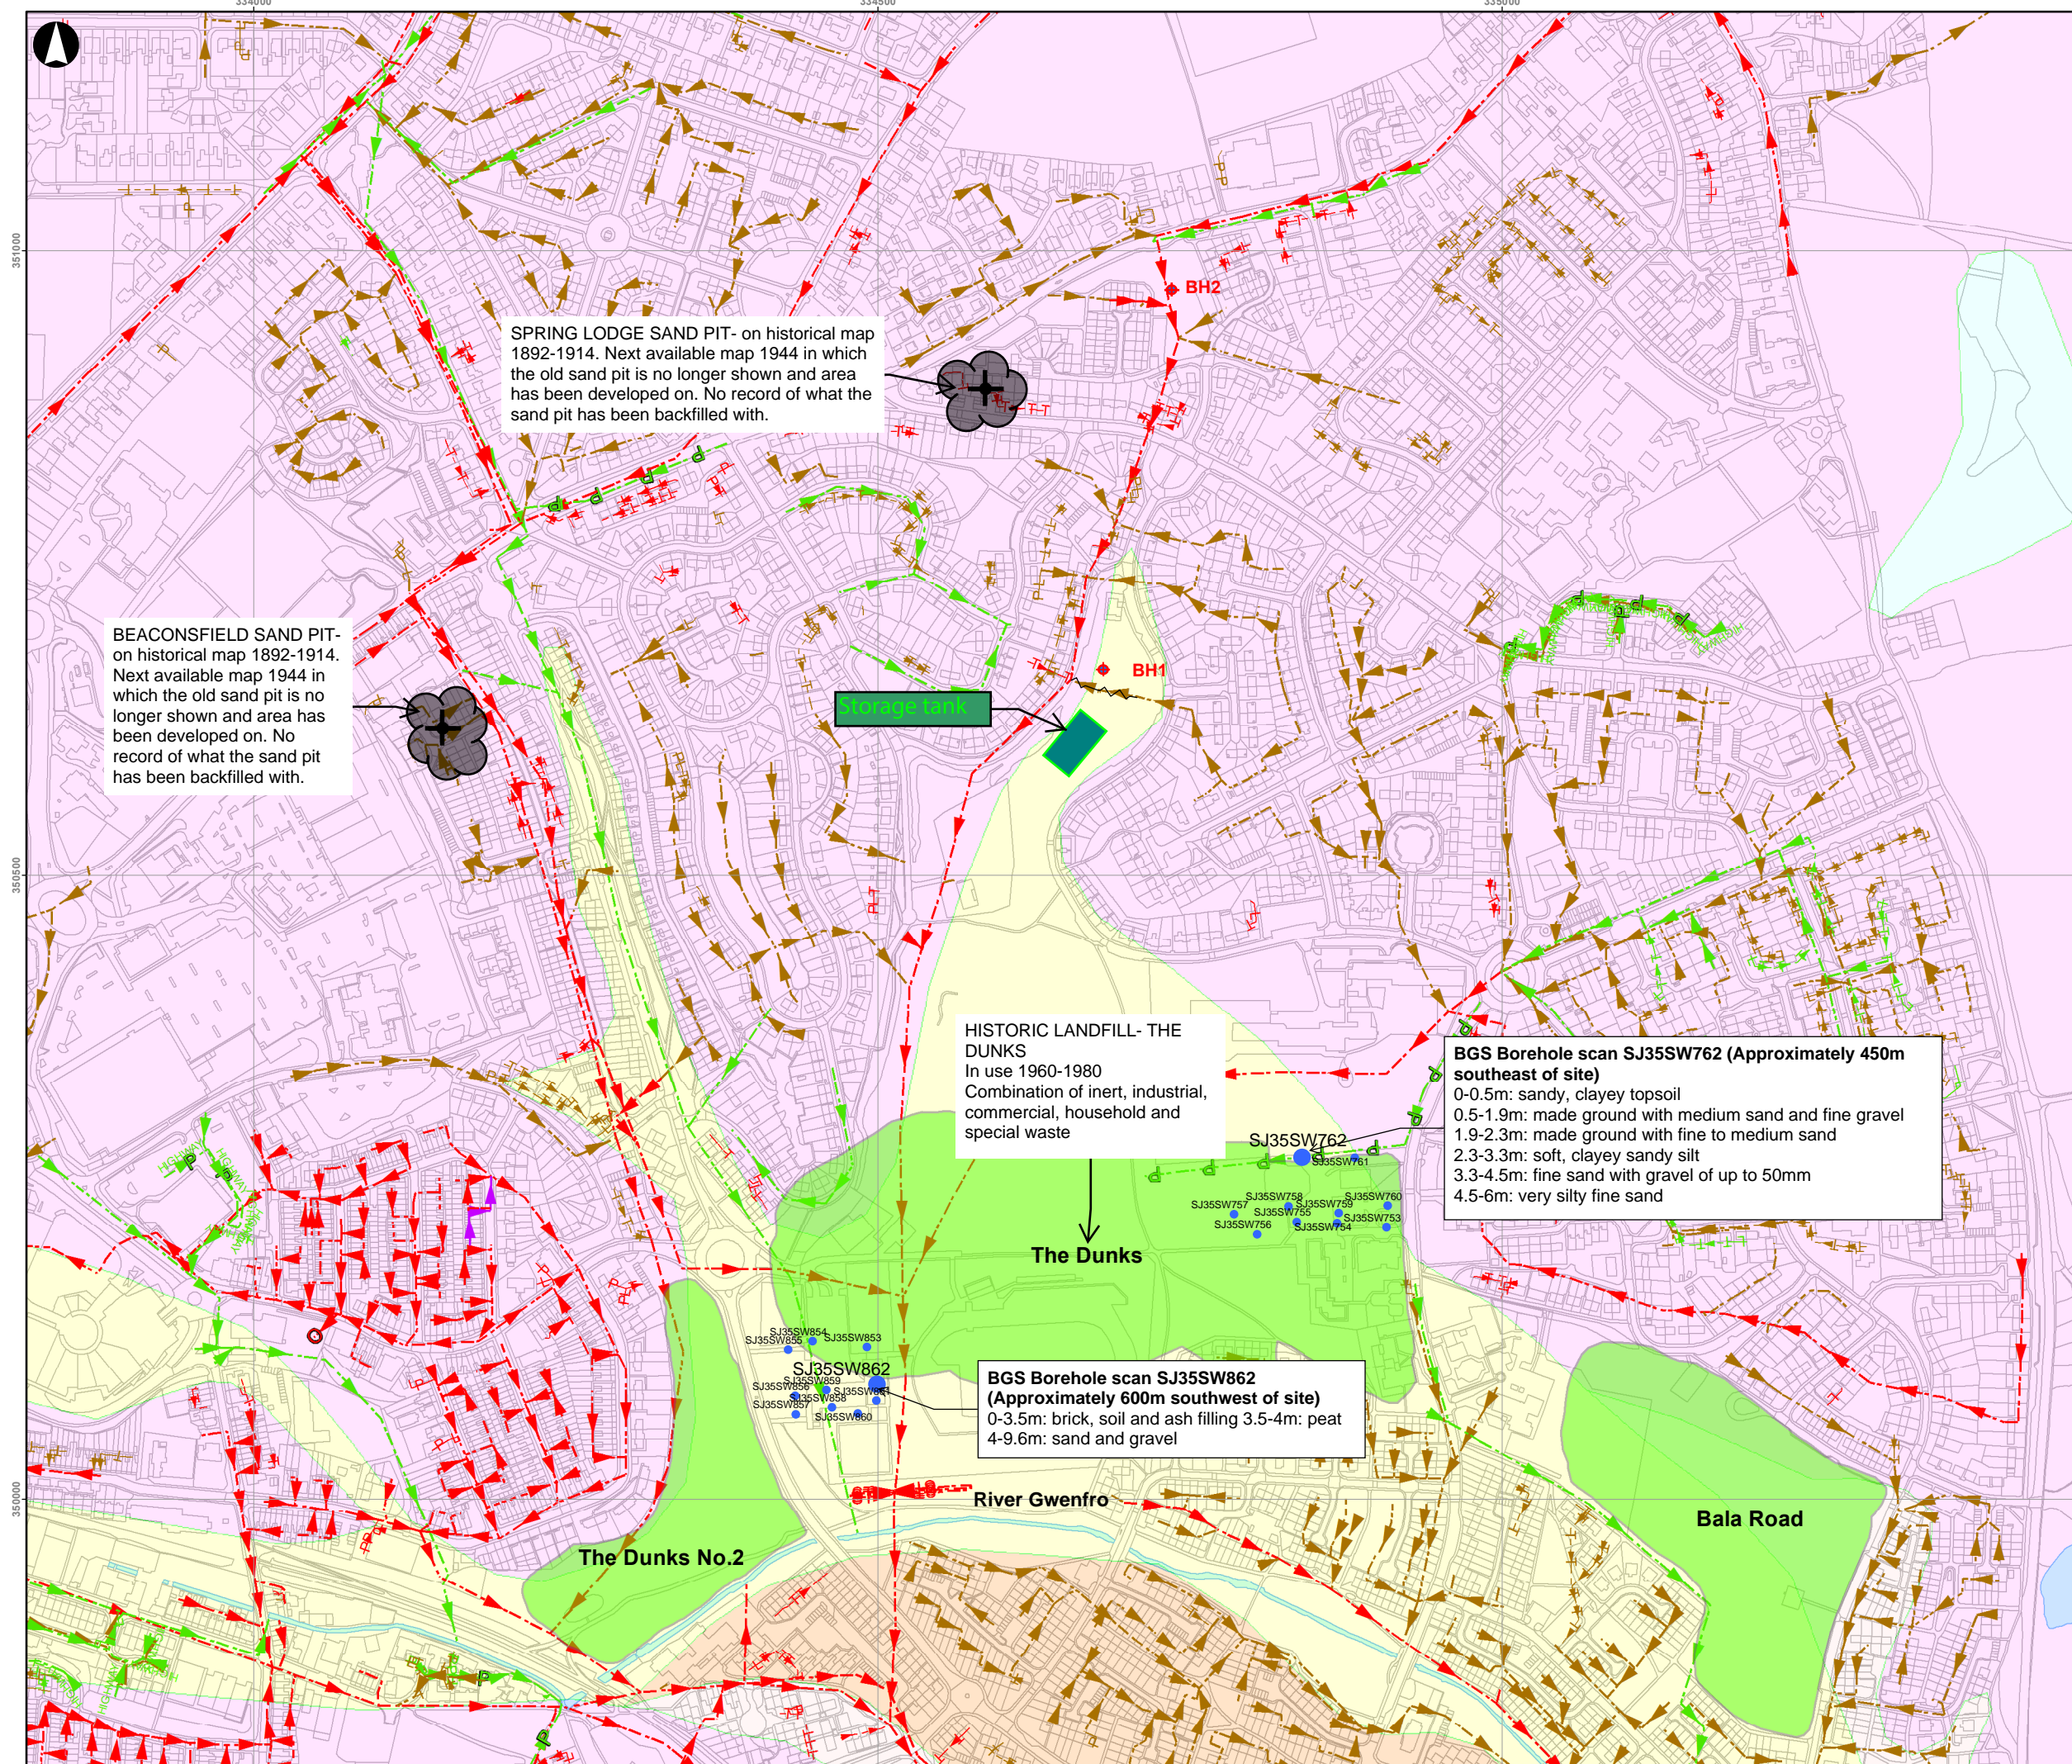 334000
334500
335000
351000
350500
350000
BH2
SPRING LODGE SAND PIT- on historical map
1892-1914. Next available map 1944 in which
the old sand pit is no longer shown and area
has been developed on. No record of what the
sand pit has been backfilled with.
BEACONSFIELD SAND PIT-
on historical map 1892-1914.
Next available map 1944 in
which the old sand pit is no
longer shown and area has
been developed on. No
record of what the sand pit
has been backfilled with.
BH1
Storage tank
HISTORIC LANDFILL- THE
DUNKS
In use 1960-1980
Combination of inert, industrial,
commercial, household and
special waste
BGS Borehole scan SJ35SW762 (Approximately 450m
southeast of site)
0-0.5m: sandy, clayey topsoil
0.5-1.9m: made ground with medium sand and fine gravel
1.9-2.3m: made ground with fine to medium sand
2.3-3.3m: soft, clayey sandy silt
3.3-4.5m: fine sand with gravel of up to 50mm
4.5-6m: very silty fine sand
SJ35SW762
SJ35SW761
SJ35SW757
SJ35SW758
SJ35SW759
SJ35SW760
SJ35SW756
SJ35SW755
SJ35SW754
SJ35SW753
The Dunks
SJ35SW854
SJ35SW855
SJ35SW853
SJ35SW862
SJ35SW859
SJ35SW856
SJ35SW861
SJ35SW858
SJ35SW857
SJ35SW860
BGS Borehole scan SJ35SW862
(Approximately 600m southwest of site)
0-3.5m: brick, soil and ash filling 3.5-4m: peat
4-9.6m: sand and gravel
River Gwenfro
The Dunks No.2
Bala Road